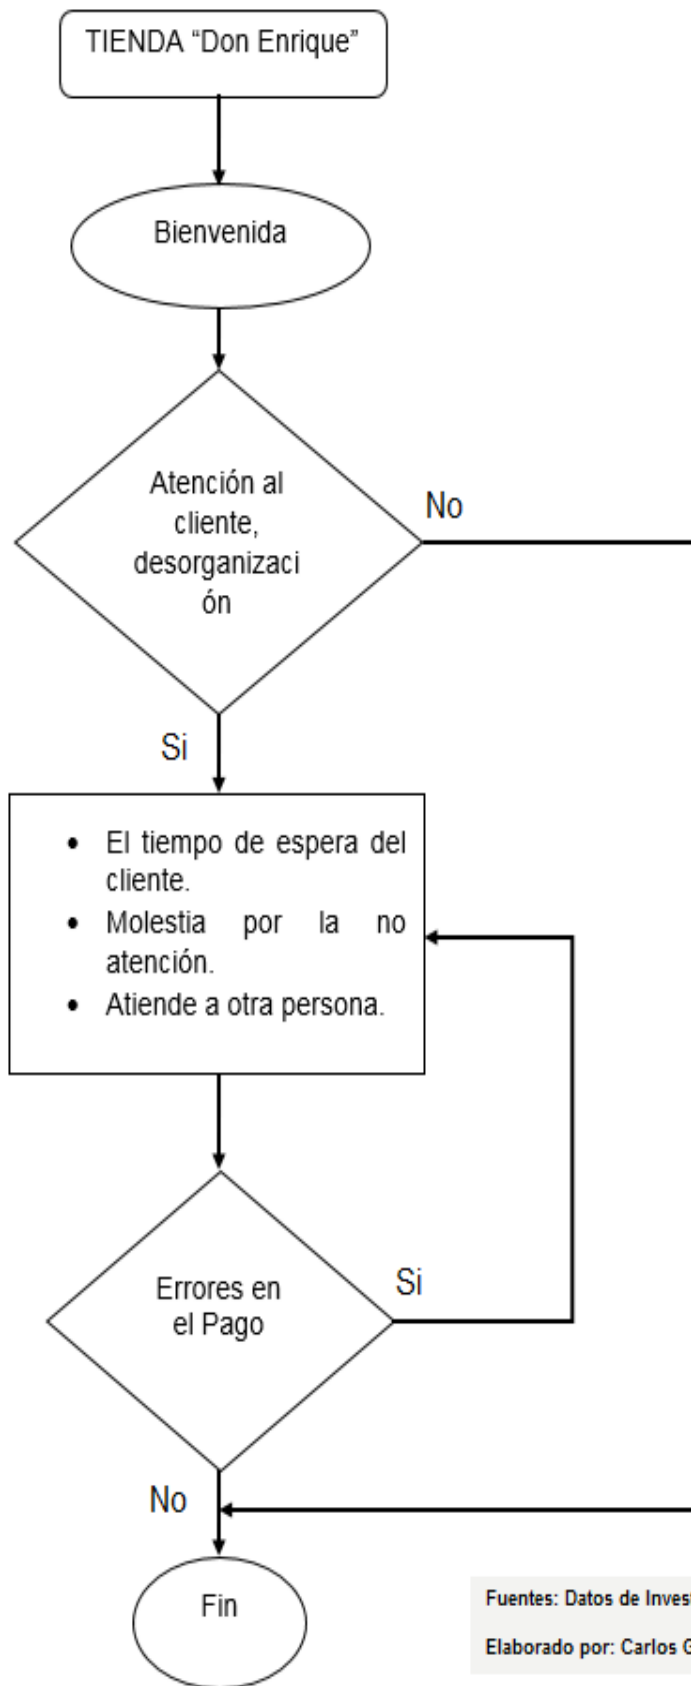 TIENDA “Don Enrique”
Bienvenida
Atención al
cliente,
desorganizaci
ón
No
Si
• El tiempo de espera del
cliente.
• Molestia por la no
atención.
• Atiende a otra persona.
Errores en
el Pago
Si
No
Fin
Fuentes: Datos de Invest
Elaborado por: Carlos G